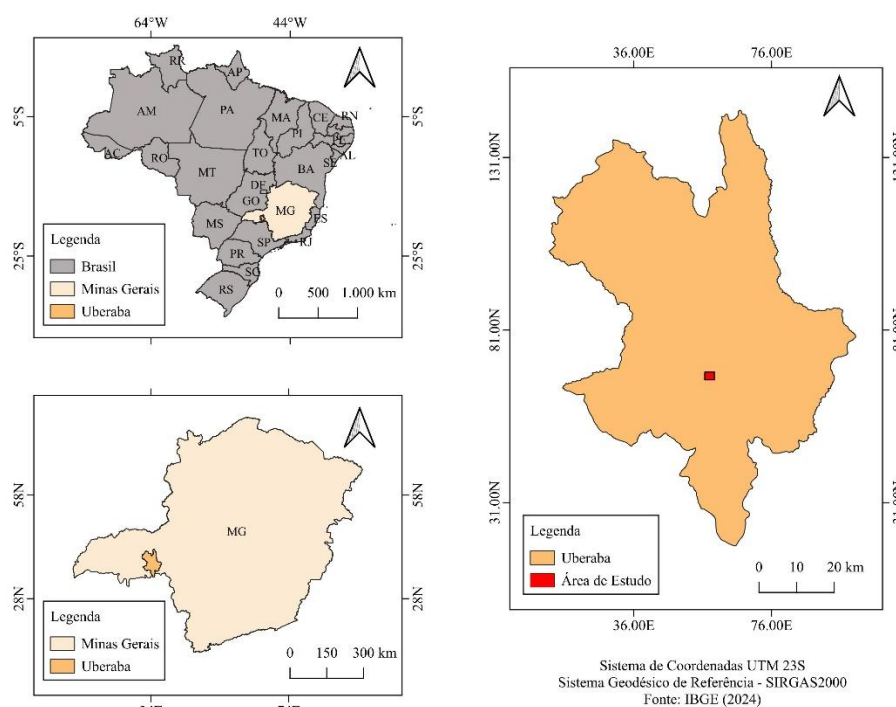 64°W 44°W
5°S 5°S
25°S 25°S
RR
AP
AM
PA
MA
CE
RN
PI
AL
SE
AC
RO
TO
BA
MT
GO
MG
ES
MS
SP
RJ
PR
SC
RS
Legenda
Brasil
Minas Gerais
Uberaba
0 500 1.000 km
58N 58N
28N 28N
MG
Legenda
Minas Gerais
Uberaba
0 150 300 km
36.00E 76.00E
131.00N
81.00N
31.00N
Legenda
Uberaba
Área de Estudo
0 10 20 km
36.00E 76.00E
Sistema de Coordenadas UTM 23S
Sistema Geodésico de Referência - SIRGAS2000
Fonte: IBGE (2024)